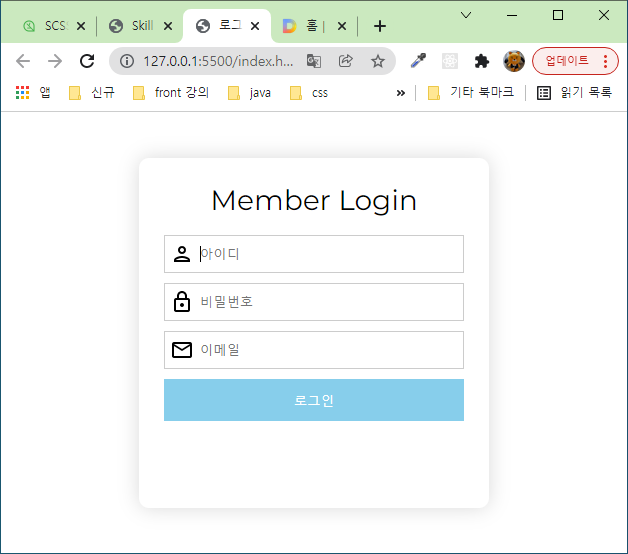 SCS
Skill
로그
홈 |
127.0.0.1:5500/index.h...
업데이트
앱
신규
front 강의
java
css
»
기타 북마크
읽기 목록
Member Login
아이디
비밀번호
이메일
로그인